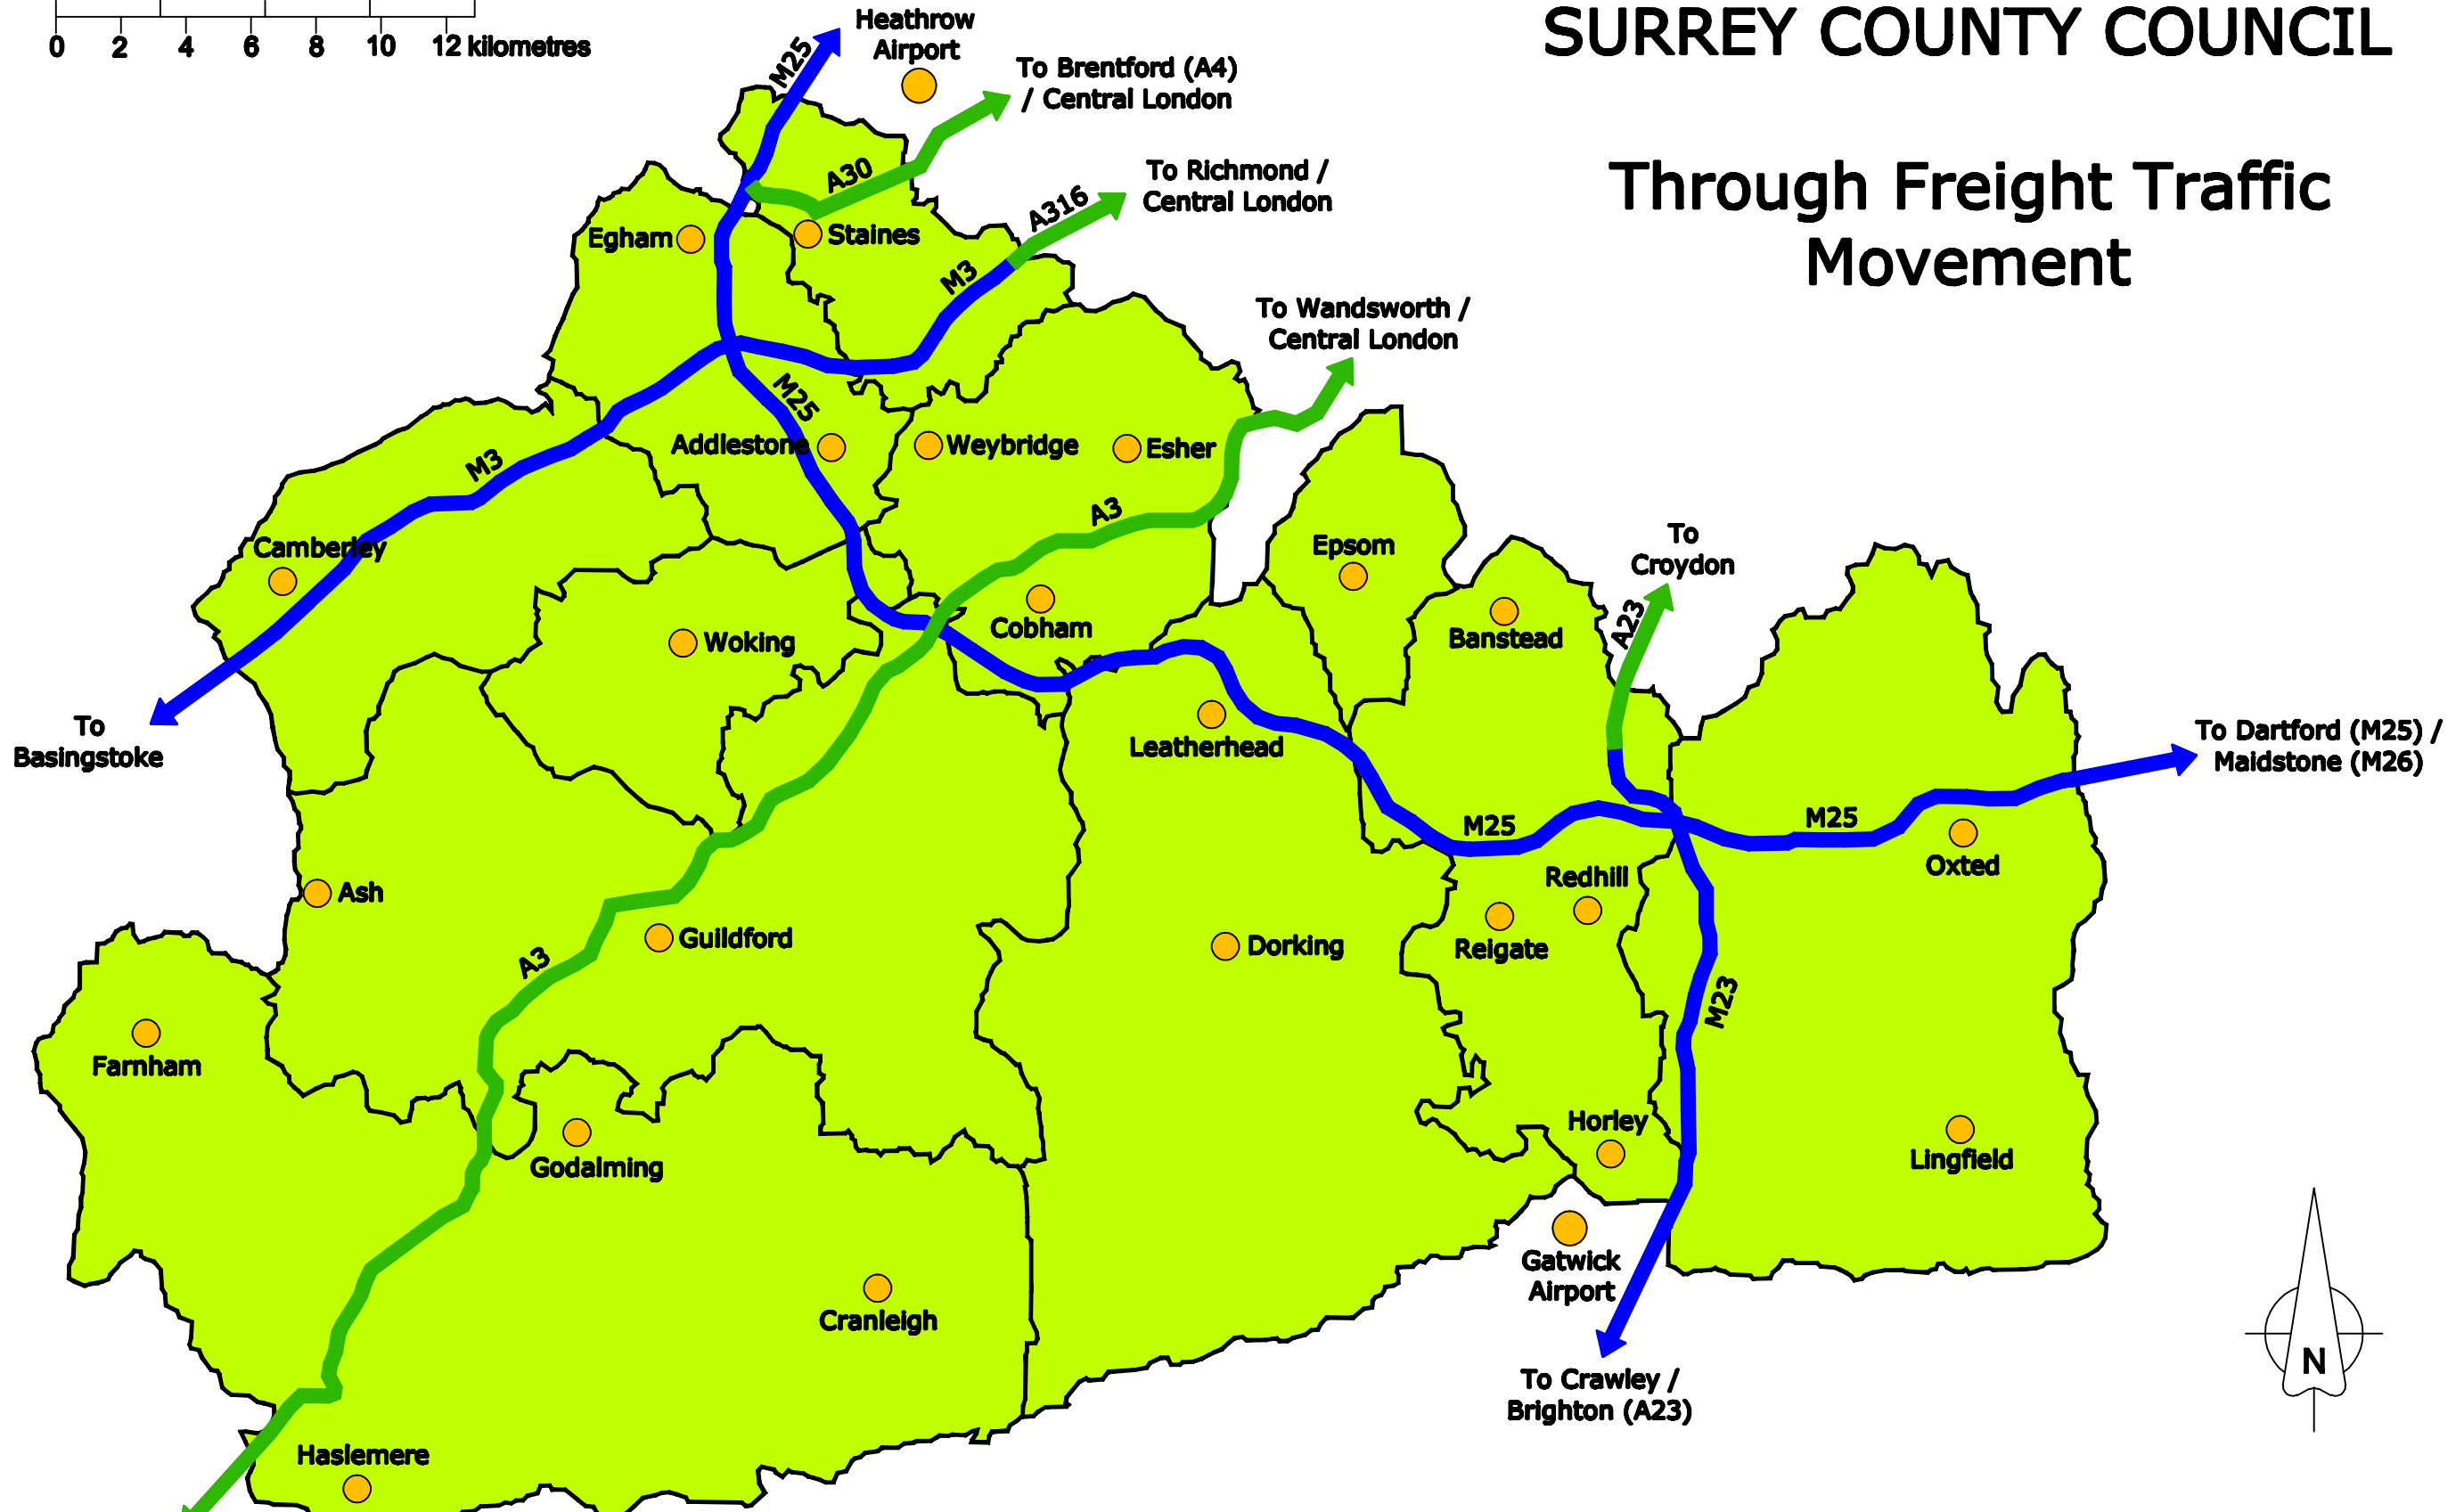 SURREY COUNTY COUNCIL
Through Freight Traffic
Movement
0 2 4 6 8 10 12 kilometres
Heathrow
Airport
M25
To Brentford (A4)
/ Central London
A30
To Richmond /
Central London
A316
Egham
Staines
M3
To Wandsworth /
Central London
M25
Addlestone
Weybridge
Esher
M3
A3
Camberley
Epsom
To
Croydon
A23
Woking
Cobham
Banstead
To
Basingstoke
Leatherhead
To Dartford (M25) /
Maidstone (M26)
M25
M25
Oxted
Redhill
Ash
Guildford
Dorking
Reigate
A3
M23
Farnham
Horley
Godalming
Lingfield
Gatwick
Airport
Cranleigh
N
To Crawley /
Brighton (A23)
Haslemere